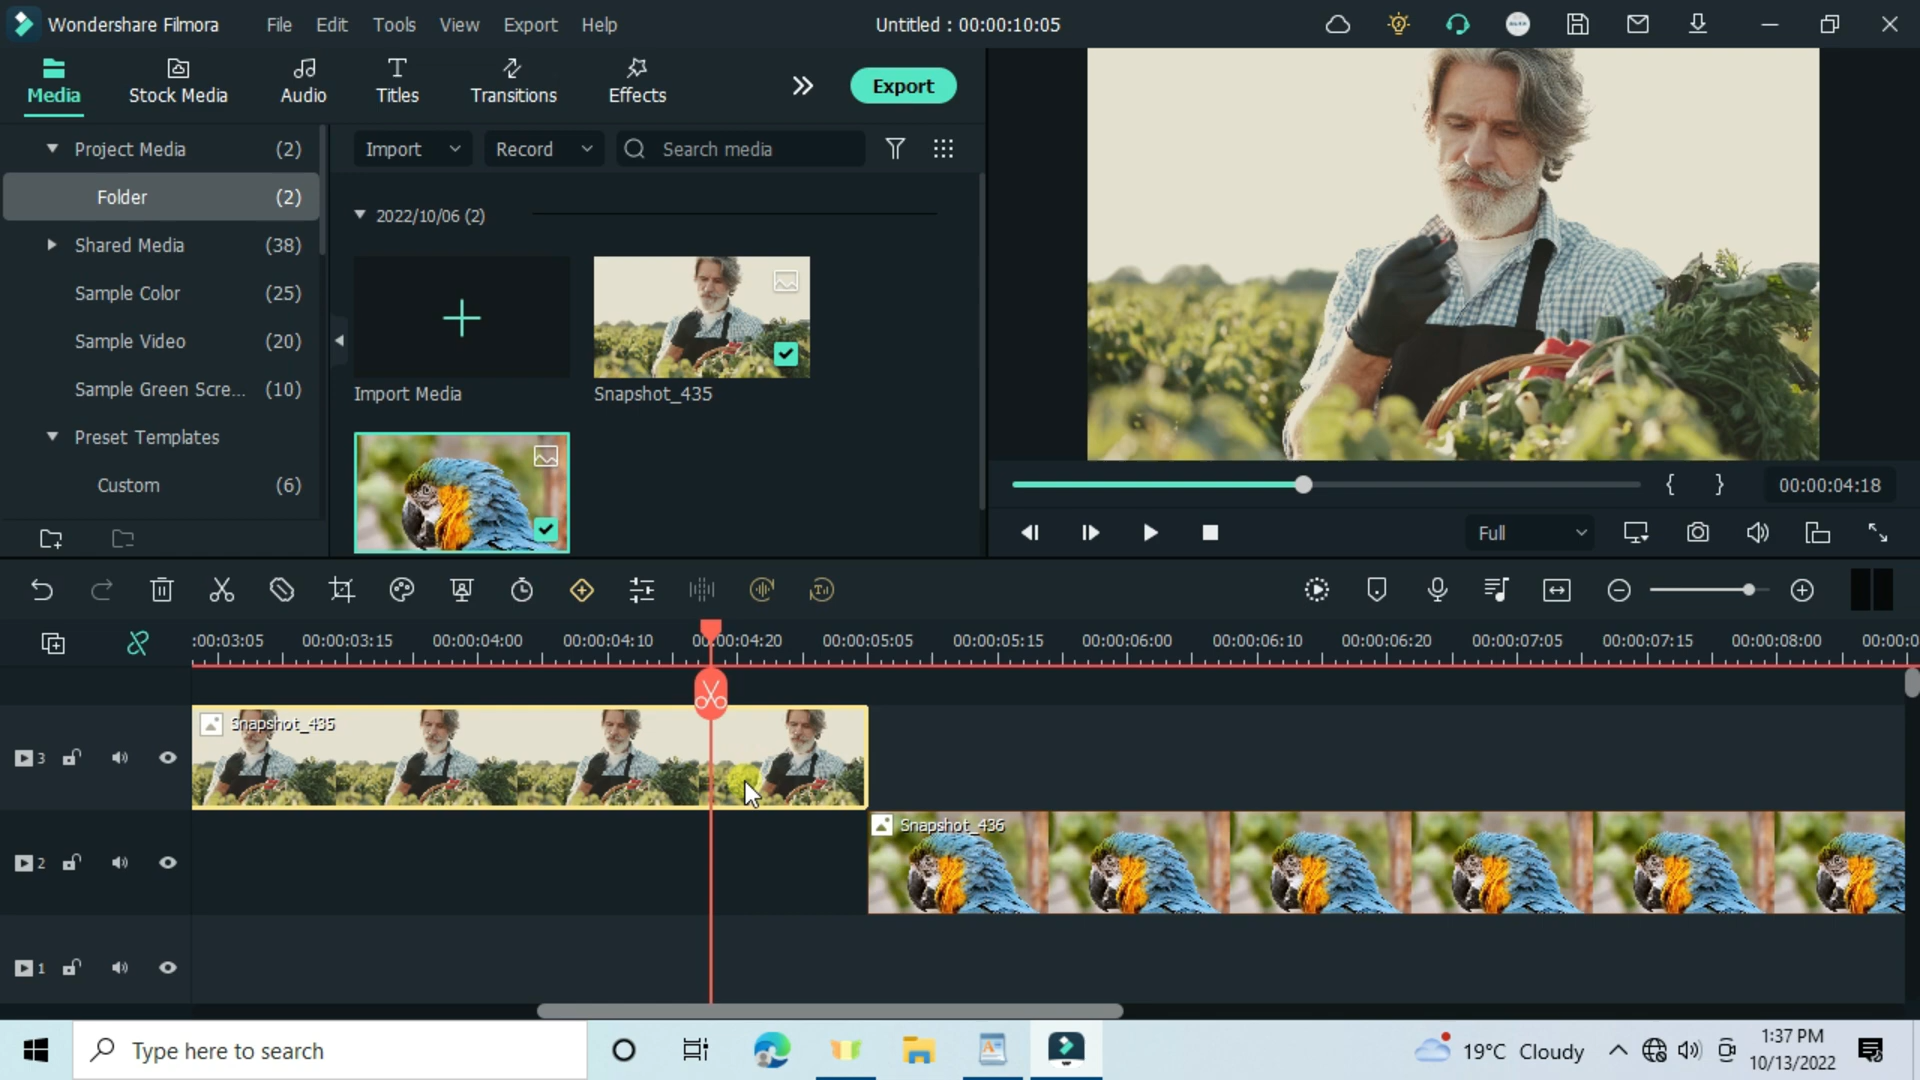 Wondershare Filmora File Edit Tools View Export Help Untitled : 00:00:10:05
Media Stock Media Audio Titles Transitions Effects Export
Project Media (2)
Folder (2)
Shared Media (38)
Sample Color (25)
Sample Video (20)
Sample Green Scre... (10)
Preset Templates
Custom (6)
Import Record Search media
2022/10/06 (2)
Import Media Snapshot_435
00:00:04:18
Full
:00:03:05 00:00:03:15 00:00:04:00 00:00:04:10 00:00:04:20 00:00:05:05 00:00:05:15 00:00:06:00 00:00:06:10 00:00:06:20 00:00:07:05 00:00:07:15 00:00:08:00 00:00:0
Snapshot_435
3
Snapshot_436
2
1
Type here to search 19°C Cloudy 1:37 PM
10/13/2022